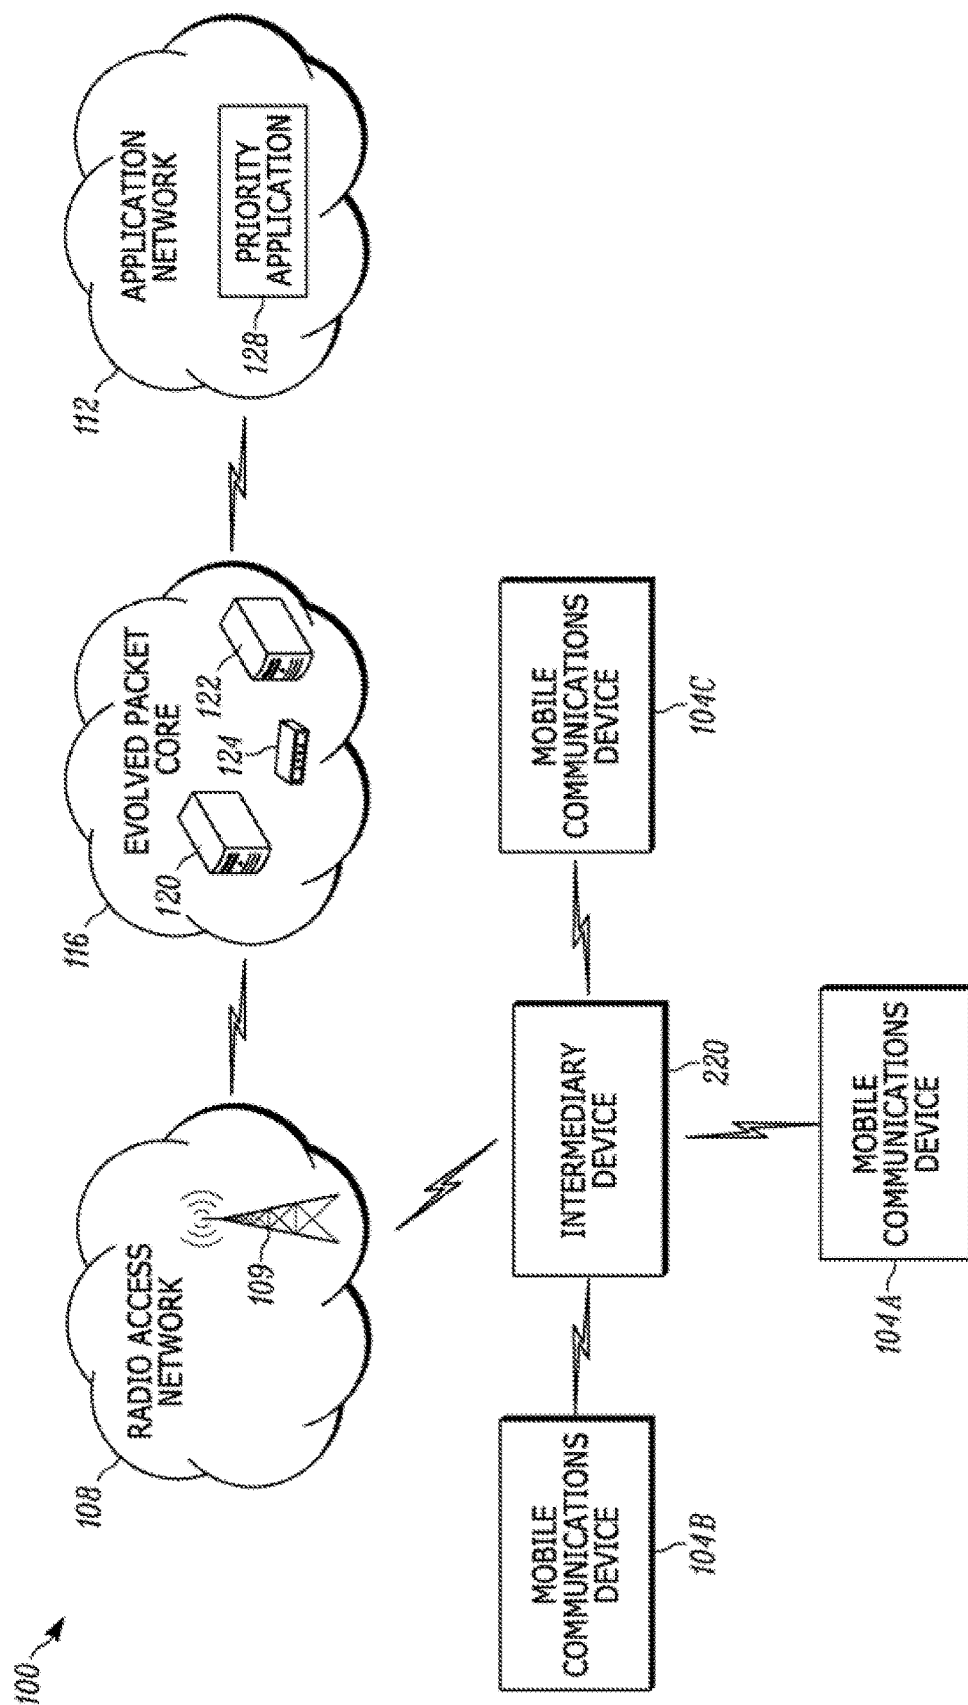 100
108
RADIO ACCESS
NETWORK
109
116
EVOLVED PACKET
CORE
120
124
122
112
APPLICATION
NETWORK
128
PRIORITY
APPLICATION
MOBILE
COMMUNICATIONS
DEVICE
104B
INTERMEDIARY
DEVICE
220
MOBILE
COMMUNICATIONS
DEVICE
104C
104A
MOBILE
COMMUNICATIONS
DEVICE